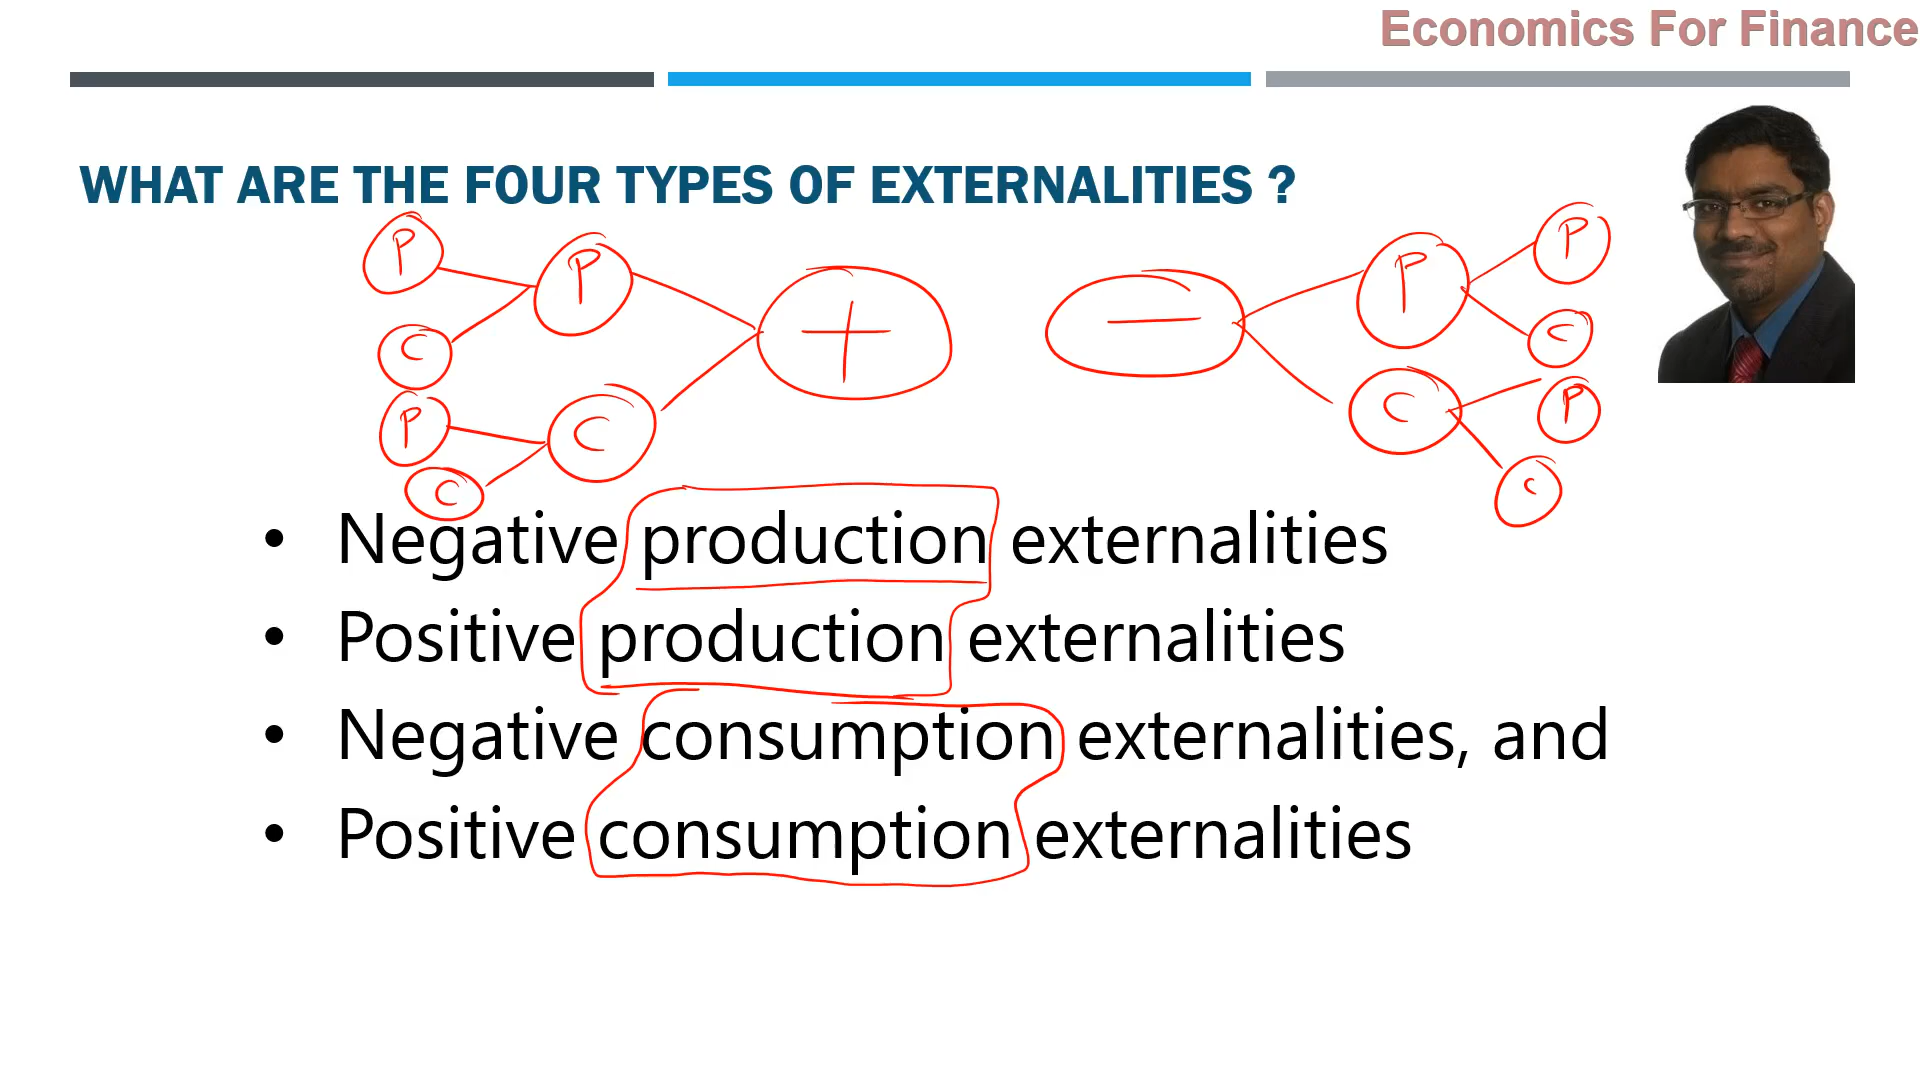 Economics For Finance
WHAT ARE THE FOUR TYPES OF EXTERNALITIES ?
P P + − P P
C C
P C C P
C C
• Negative production externalities
• Positive production externalities
• Negative consumption externalities, and
• Positive consumption externalities